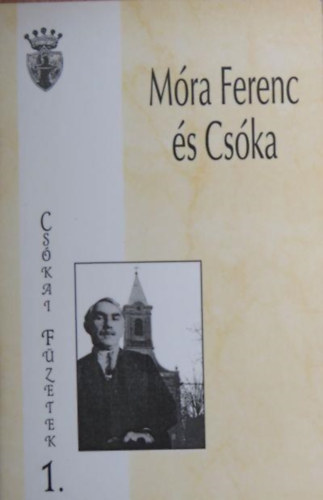 Móra Ferenc
és Csóka
Csókai Füzetek
1.